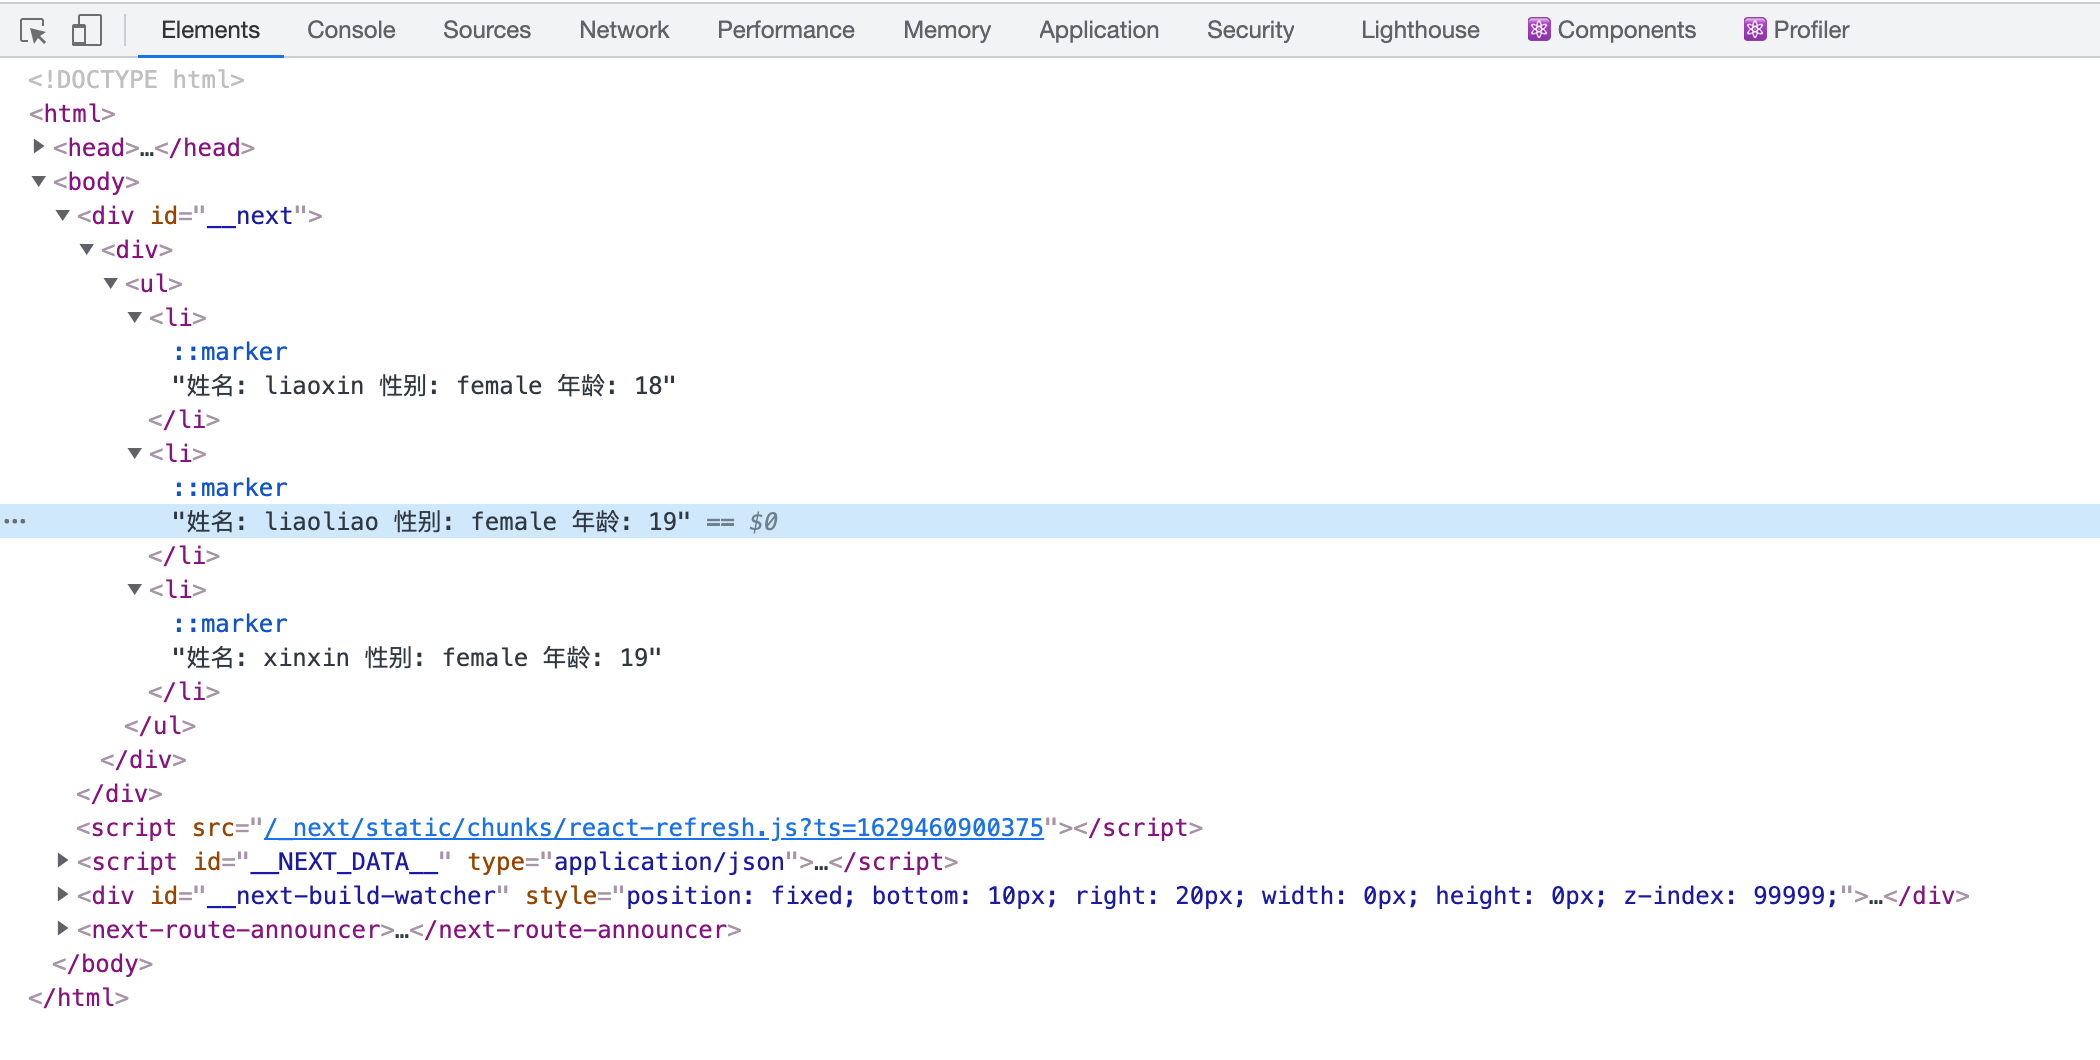 Elements Console Sources Network Performance Memory Application Security Lighthouse Components Profiler
<!DOCTYPE html>
<html>
<head>…</head>
<body>
<div id="__next">
<div>
<ul>
<li>
::marker
"姓名: liaoxin 性别: female 年龄: 18"
</li>
<li>
::marker
"姓名: liaoliao 性别: female 年龄: 19" == $0
</li>
<li>
::marker
"姓名: xinxin 性别: female 年龄: 19"
</li>
</ul>
</div>
</div>
<script src="/_next/static/chunks/react-refresh.js?ts=1629460900375"></script>
<script id="__NEXT_DATA__" type="application/json">…</script>
<div id="__next-build-watcher" style="position: fixed; bottom: 10px; right: 20px; width: 0px; height: 0px; z-index: 99999;">…</div>
<next-route-announcer>…</next-route-announcer>
</body>
</html>